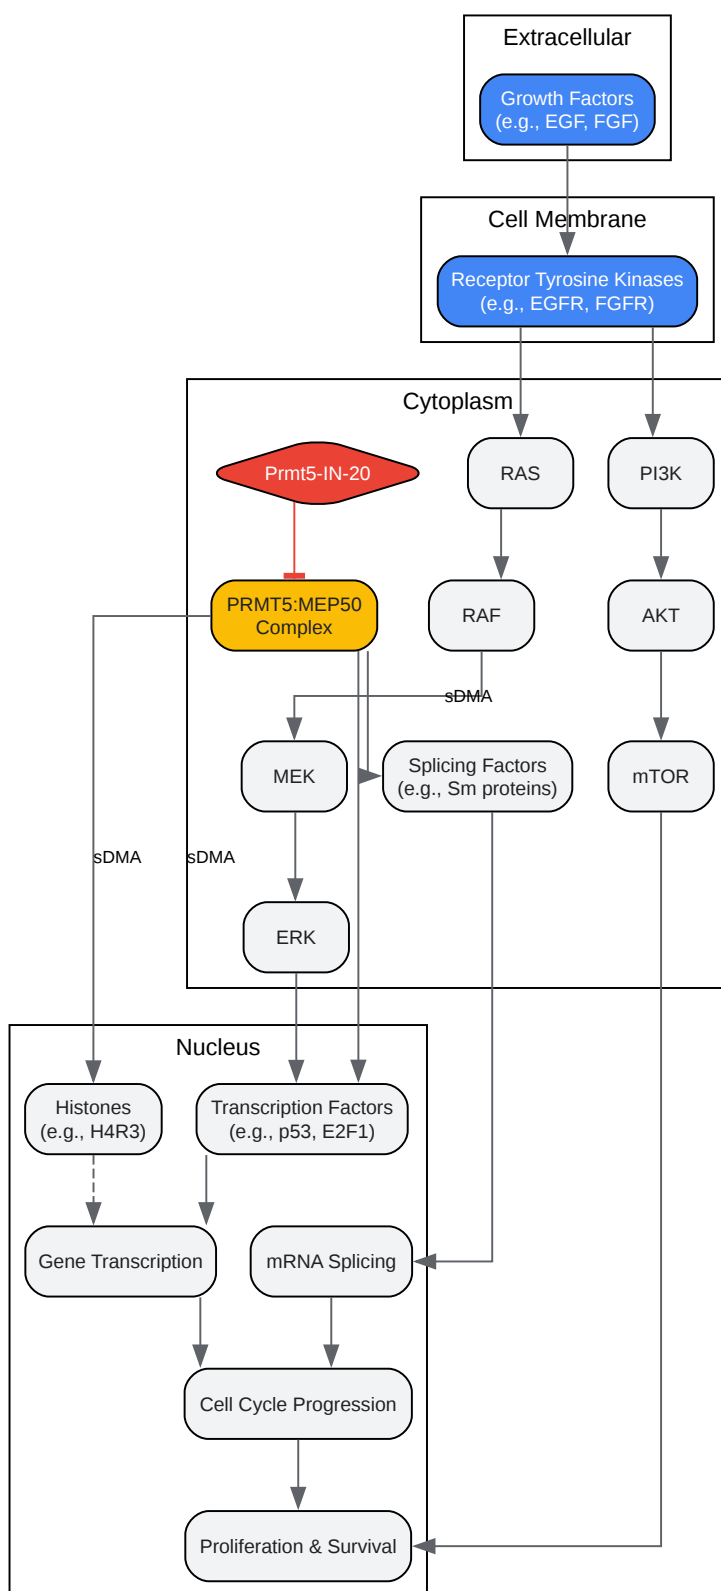 Extracellular
Growth Factors
(e.g., EGF, FGF)
Cell Membrane
Receptor Tyrosine Kinases
(e.g., EGFR, FGFR)
Cytoplasm
Prmt5-IN-20
RAS
PI3K
PRMT5:MEP50
Complex
RAF
AKT
sDMA
MEK
Splicing Factors
(e.g., Sm proteins)
mTOR
sDMA
sDMA
ERK
Nucleus
Histones
(e.g., H4R3)
Transcription Factors
(e.g., p53, E2F1)
Gene Transcription
mRNA Splicing
Cell Cycle Progression
Proliferation & Survival